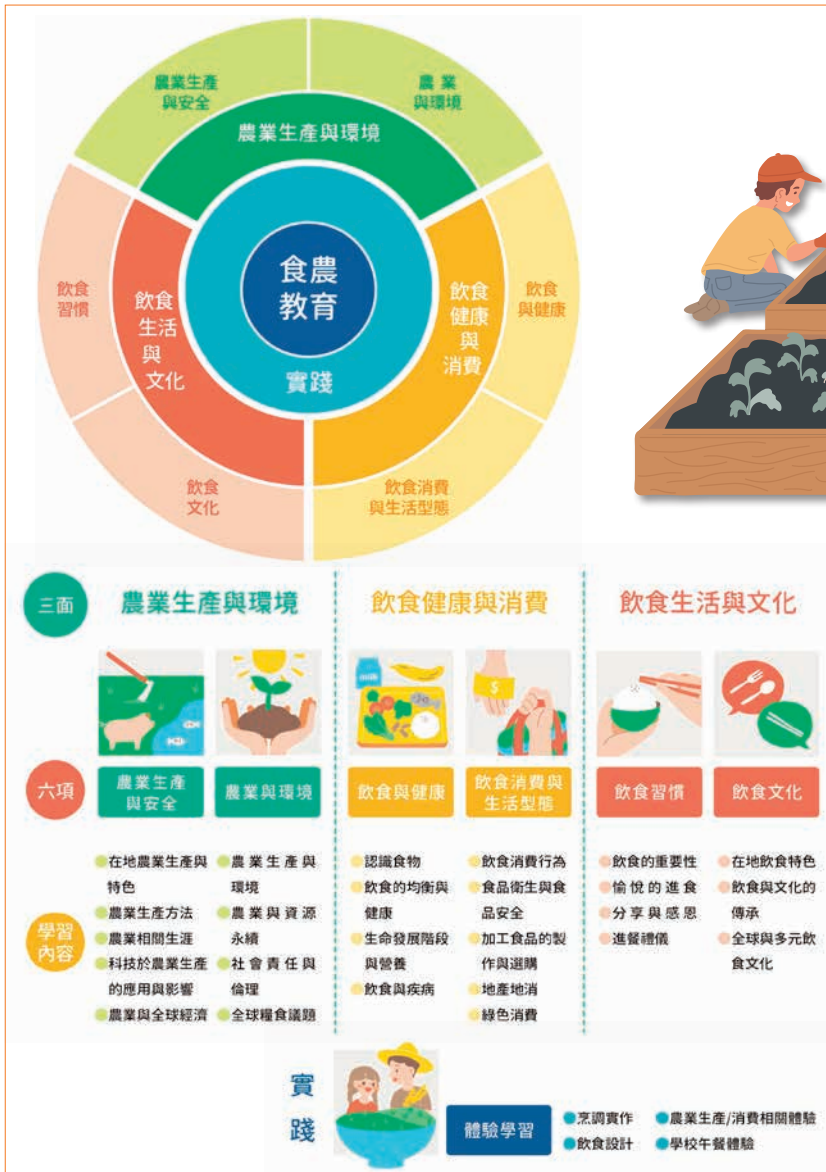 農業生產
與安全
農業
與環境
農業生產與環境
飲食
習慣
飲食
生活
與
文化
食農
教育
實踐
飲食
健康
與
消費
飲食
與健康
飲食
文化
飲食消費
與生活型態
三面
農業生產與環境
飲食健康與消費
飲食生活與文化
$
六項
農業生產
與安全
農業與環境
飲食與健康
飲食消費與
生活型態
飲食習慣
飲食文化
學習
內容
在地農業生產與
特色
農業生產方法
農業相關生涯
科技於農業生產
的應用與影響
農業與全球經濟
農業生產與
環境
農業與資源
永續
社會責任與
倫理
全球糧食議題
認識食物
飲食的均衡與
健康
生命發展階段
與營養
飲食與疾病
飲食消費行為
食品衛生與食
品安全
加工食品的製
作與選購
地產地消
綠色消費
飲食的重要性
愉悅的進食
分享與感恩
進餐禮儀
在地飲食特色
飲食與文化的
傳承
全球與多元飲
食文化
實
踐
體驗學習
烹調實作
農業生產/消費相關體驗
飲食設計
學校午餐體驗